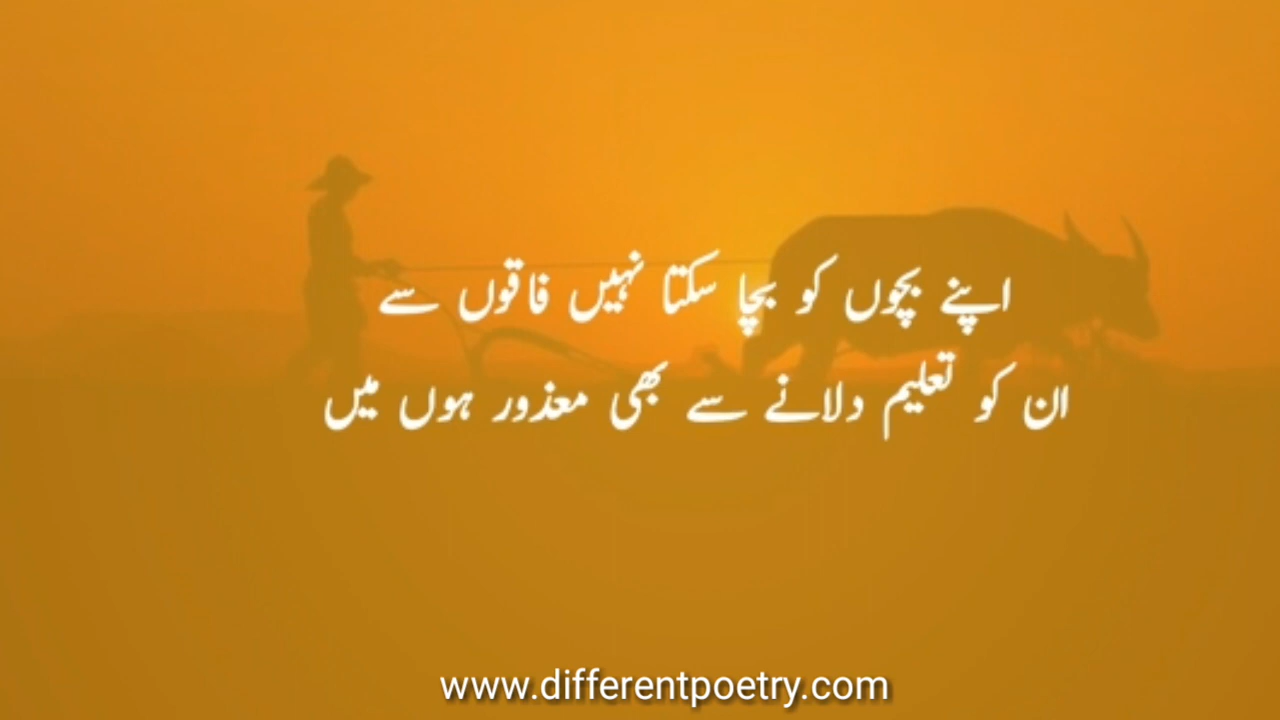 اپنے بچوں کو بچا سکتا نہیں فاقوں سے
ان کو تعلیم دلانے سے بھی معذور ہوں میں
www.differentpoetry.com